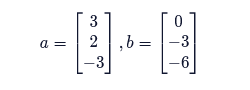 a = [3 2 −3], b = [0 −3 −6]